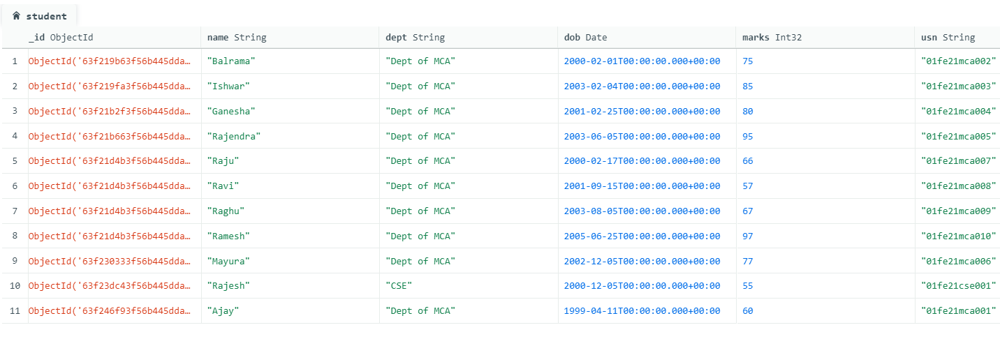 student
_id ObjectId name String dept String dob Date marks Int32 usn String
1 ObjectId('63f219b63f56b445dda… "Balrama" "Dept of MCA" 2000-02-01T00:00:00.000+00:00 75 "01fe21mca002"
2 ObjectId('63f219fa3f56b445dda… "Ishwar" "Dept of MCA" 2003-02-04T00:00:00.000+00:00 85 "01fe21mca003"
3 ObjectId('63f21b2f3f56b445dda… "Ganesha" "Dept of MCA" 2001-02-25T00:00:00.000+00:00 80 "01fe21mca004"
4 ObjectId('63f21b663f56b445dda… "Rajendra" "Dept of MCA" 2003-06-05T00:00:00.000+00:00 95 "01fe21mca005"
5 ObjectId('63f21d4b3f56b445dda… "Raju" "Dept of MCA" 2000-02-17T00:00:00.000+00:00 66 "01fe21mca007"
6 ObjectId('63f21d4b3f56b445dda… "Ravi" "Dept of MCA" 2001-09-15T00:00:00.000+00:00 57 "01fe21mca008"
7 ObjectId('63f21d4b3f56b445dda… "Raghu" "Dept of MCA" 2003-08-05T00:00:00.000+00:00 67 "01fe21mca009"
8 ObjectId('63f21d4b3f56b445dda… "Ramesh" "Dept of MCA" 2005-06-25T00:00:00.000+00:00 97 "01fe21mca010"
9 ObjectId('63f230333f56b445dda… "Mayura" "Dept of MCA" 2002-12-05T00:00:00.000+00:00 77 "01fe21mca006"
10 ObjectId('63f23dc43f56b445dda… "Rajesh" "CSE" 2000-12-05T00:00:00.000+00:00 55 "01fe21cse001"
11 ObjectId('63f246f93f56b445dda… "Ajay" "Dept of MCA" 1999-04-11T00:00:00.000+00:00 60 "01fe21mca001"